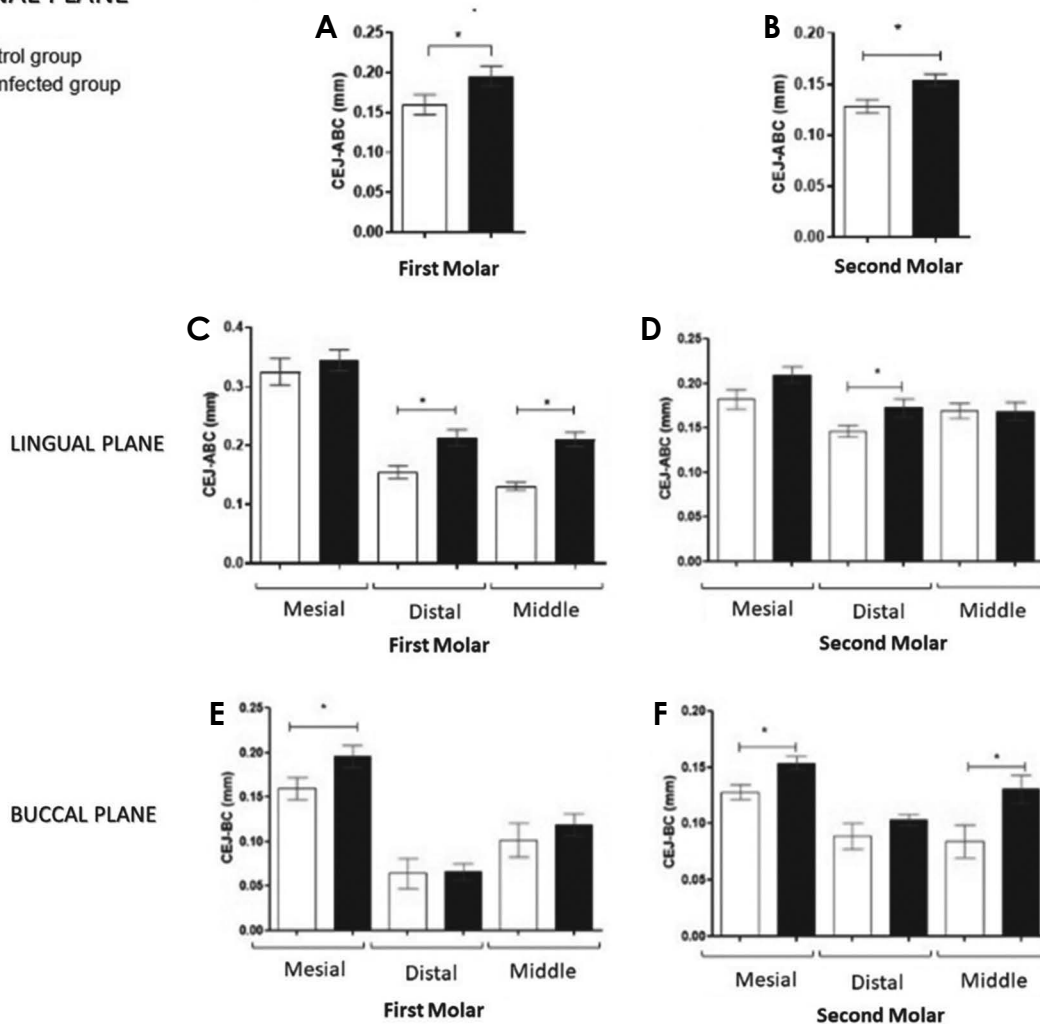 PLANE
trol group
nfected group
A
0.25
0.20
0.15
0.10
0.05
0.00
CEJ-ABC (mm)
*
First Molar
B
0.20
0.15
0.10
0.05
0.00
CEJ-ABC (mm)
*
Second Molar
LINGUAL PLANE
C
0.4
0.3
0.2
0.1
0.0
CEJ-ABC (mm)
*
*
Mesial Distal Middle
First Molar
D
0.25
0.20
0.15
0.10
0.05
0.00
CEJ-ABC (mm)
*
Mesial Distal Middle
Second Molar
BUCCAL PLANE
E
0.25
0.20
0.15
0.10
0.05
0.00
CEJ-BC (mm)
*
Mesial Distal Middle
First Molar
F
0.20
0.15
0.10
0.05
0.00
CEJ-BC (mm)
*
*
Mesial Distal Middle
Second Molar